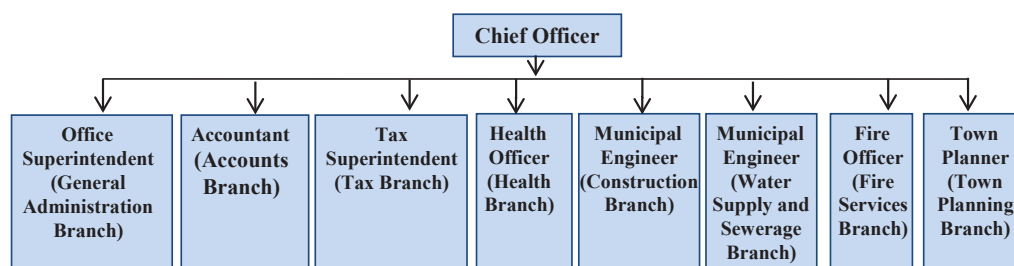 Chief Officer
Office
Superintendent
(General
Administration
Branch)
Accountant
(Accounts
Branch)
Tax
Superintendent
(Tax Branch)
Health
Officer
(Health
Branch)
Municipal
Engineer
(Construction
Branch)
Municipal
Engineer
(Water
Supply and
Sewerage
Branch)
Fire
Officer
(Fire
Services
Branch)
Town
Planner
(Town
Planning
Branch)